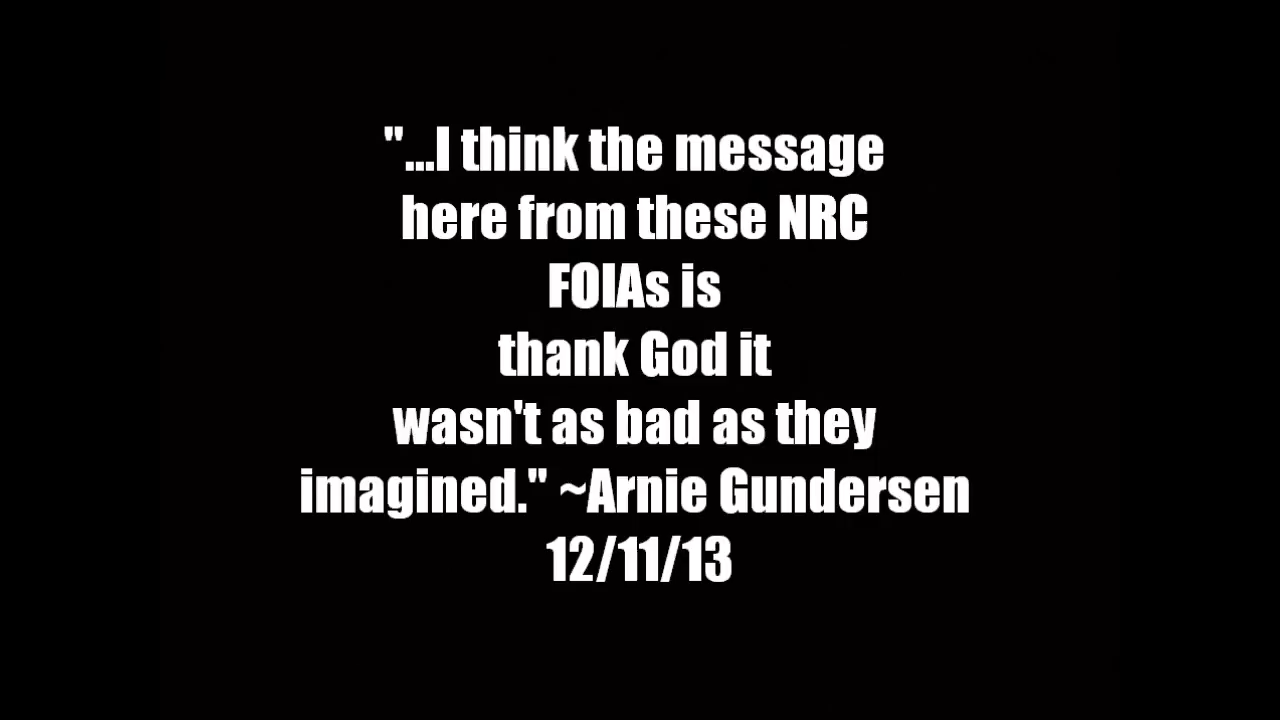 "...I think the message
here from these NRC
FOIAs is
thank God it
wasn't as bad as they
imagined." ~Arnie Gundersen
12/11/13